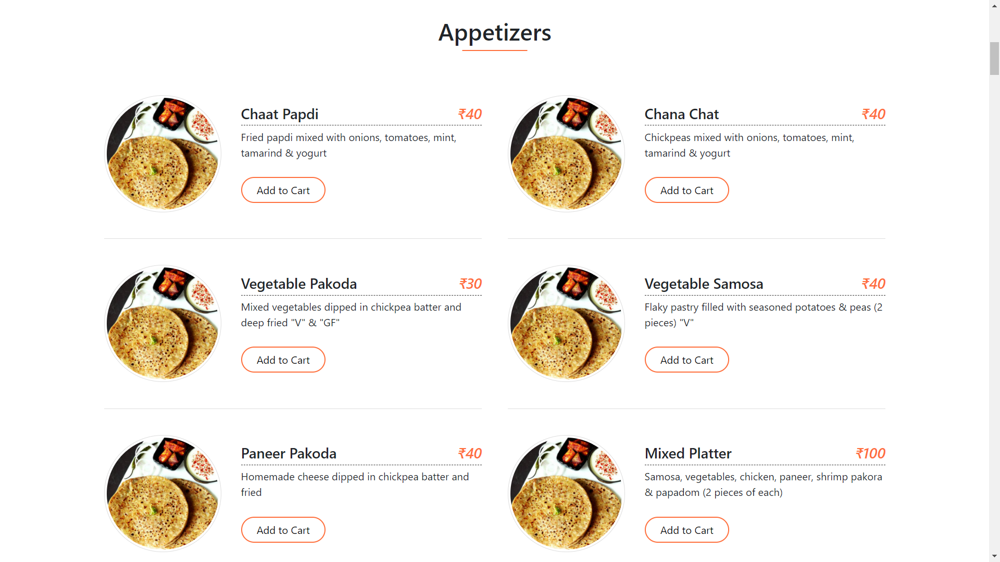 Appetizers
Chaat Papdi ₹40
Fried papdi mixed with onions, tomatoes, mint,
tamarind & yogurt
Add to Cart
Chana Chat ₹40
Chickpeas mixed with onions, tomatoes, mint,
tamarind & yogurt
Add to Cart
Vegetable Pakoda ₹30
Mixed vegetables dipped in chickpea batter and
deep fried "V" & "GF"
Add to Cart
Vegetable Samosa ₹40
Flaky pastry filled with seasoned potatoes & peas (2
pieces) "V"
Add to Cart
Paneer Pakoda ₹40
Homemade cheese dipped in chickpea batter and
fried
Add to Cart
Mixed Platter ₹100
Samosa, vegetables, chicken, paneer, shrimp pakora
& papadom (2 pieces of each)
Add to Cart